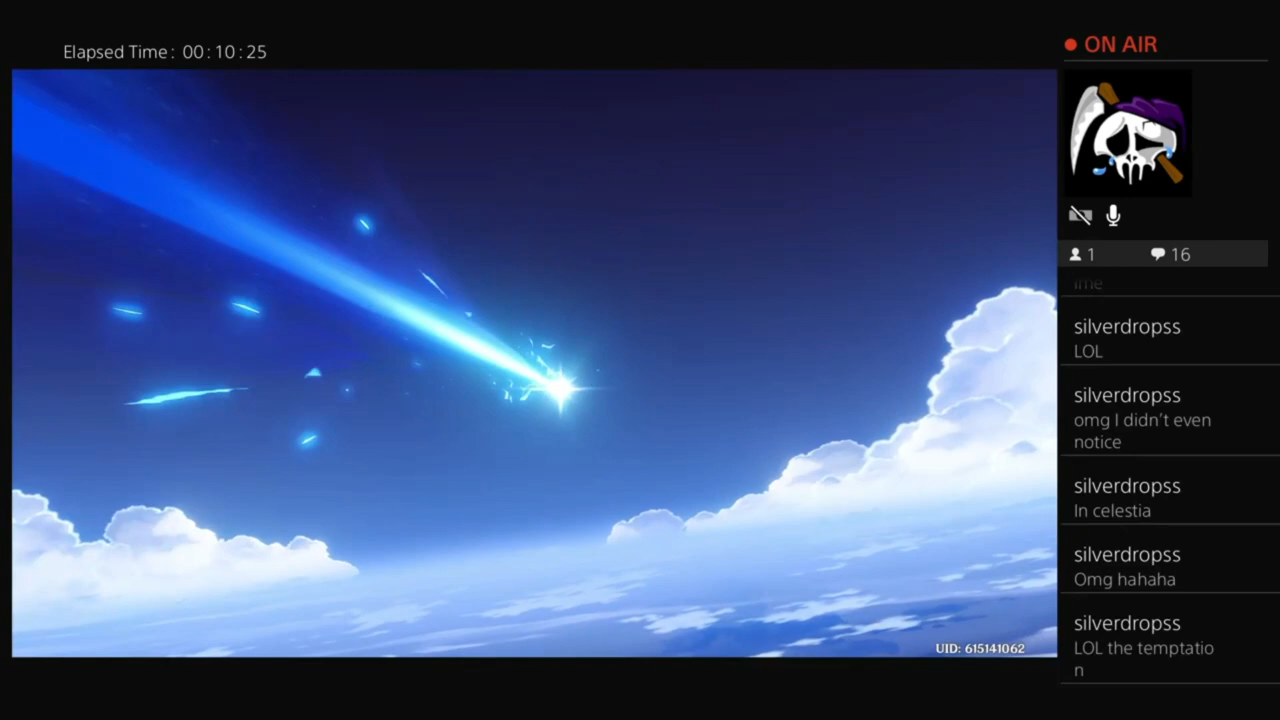 Elapsed Time: 00:10:25
ON AIR
1
16
ime
silverdropss
LOL
silverdropss
omg I didn't even
notice
silverdropss
In celestia
silverdropss
Omg hahaha
silverdropss
LOL the temptatio
n
UID: 615141062